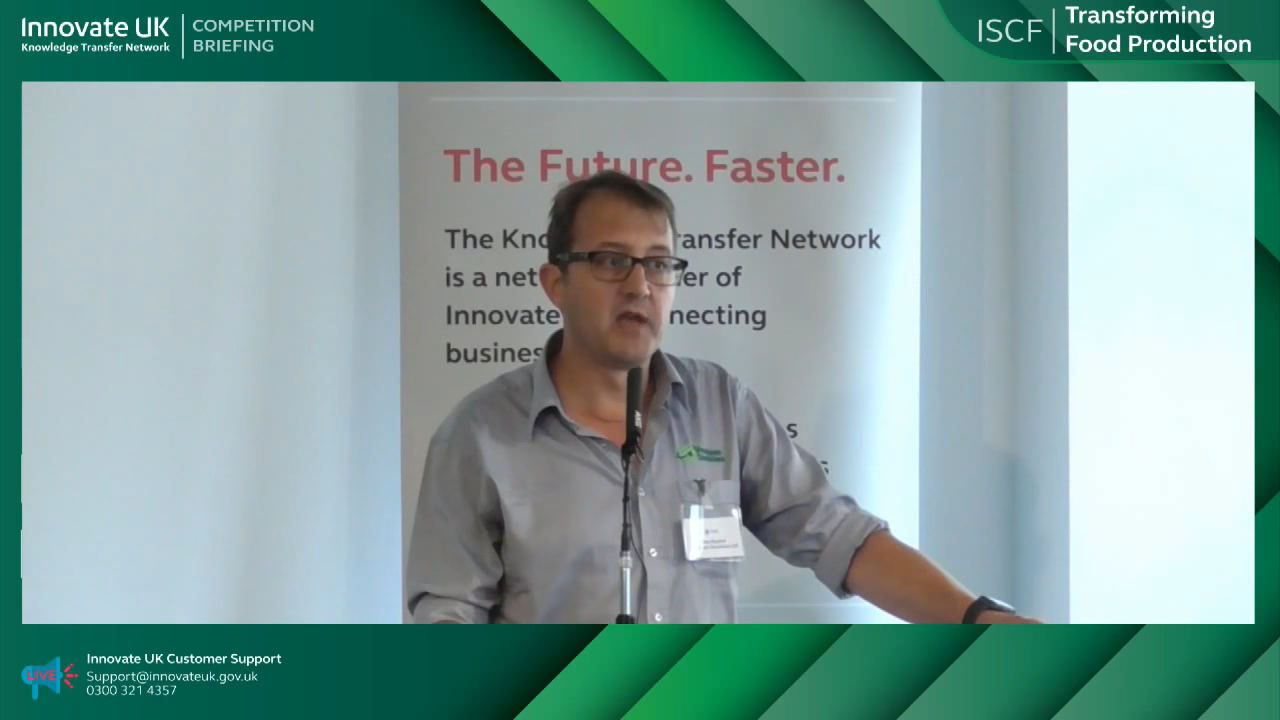 Innovate UK
Knowledge Transfer Network
COMPETITION
BRIEFING
ISCF
Transforming
Food Production
The Future. Faster.
The Kno ransfer Network
is a net er of
Innovate necting
busines
s
s
LIVE
Innovate UK Customer Support
Support@innovateuk.gov.uk
0300 321 4357